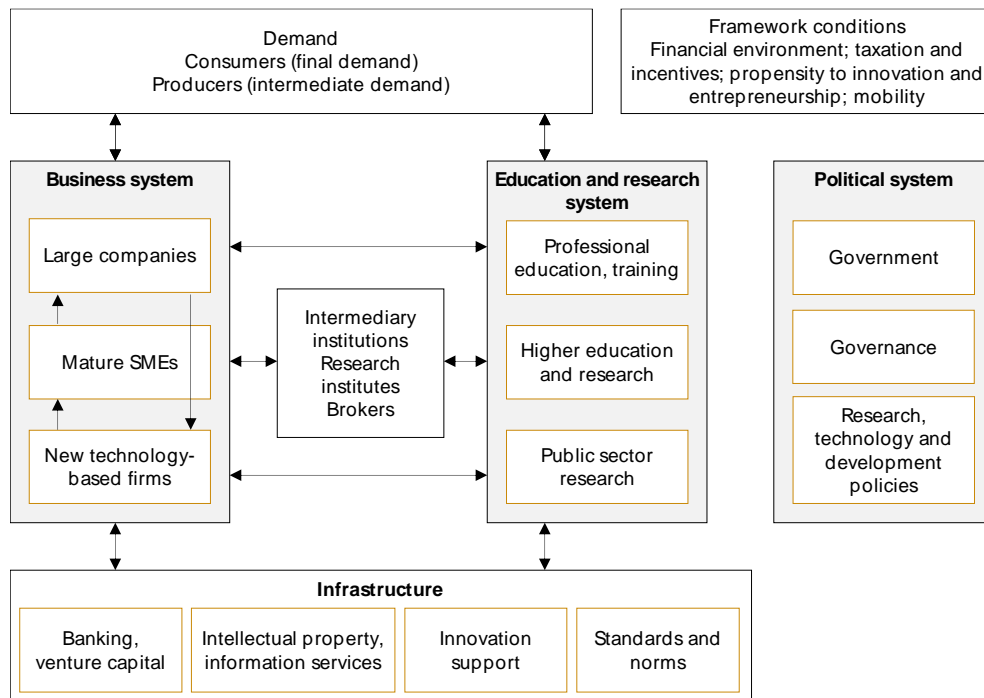 Demand
Consumers (final demand)
Producers (intermediate demand)
Framework conditions
Financial environment; taxation and
incentives; propensity to innovation and
entrepreneurship; mobility
Business system
Large companies
Mature SMEs
New technology-
based firms
Intermediary
institutions
Research
institutes
Brokers
Education and research
system
Professional
education, training
Higher education
and research
Public sector
research
Political system
Government
Governance
Research,
technology and
development
policies
Infrastructure
Banking,
venture capital
Intellectual property,
information services
Innovation
support
Standards and
norms